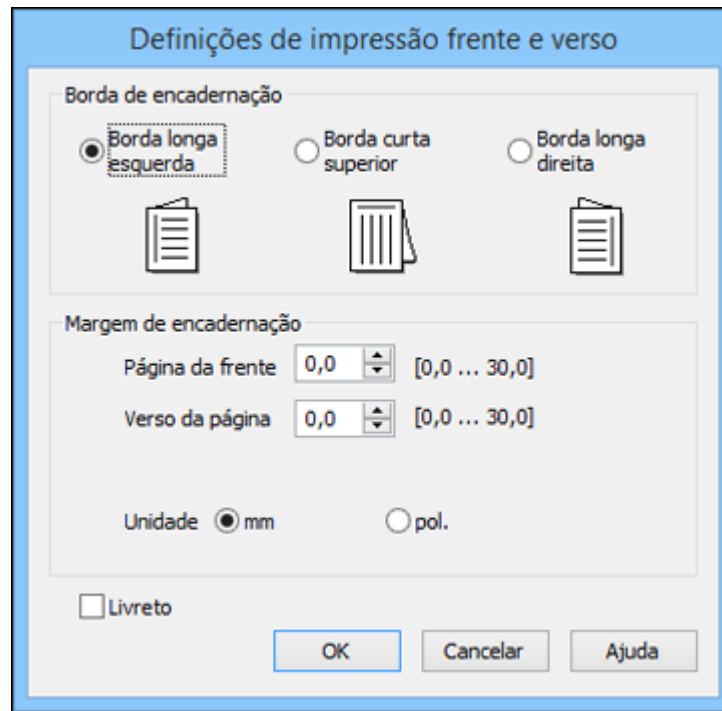 Definições de impressão frente e verso
Borda de encadernação
Borda longa
esquerda
Borda curta
superior
Borda longa
direita
Margem de encadernação
Página da frente 0,0 [0,0 ... 30,0]
Verso da página 0,0 [0,0 ... 30,0]
Unidade mm pol.
Livreto
OK Cancelar Ajuda